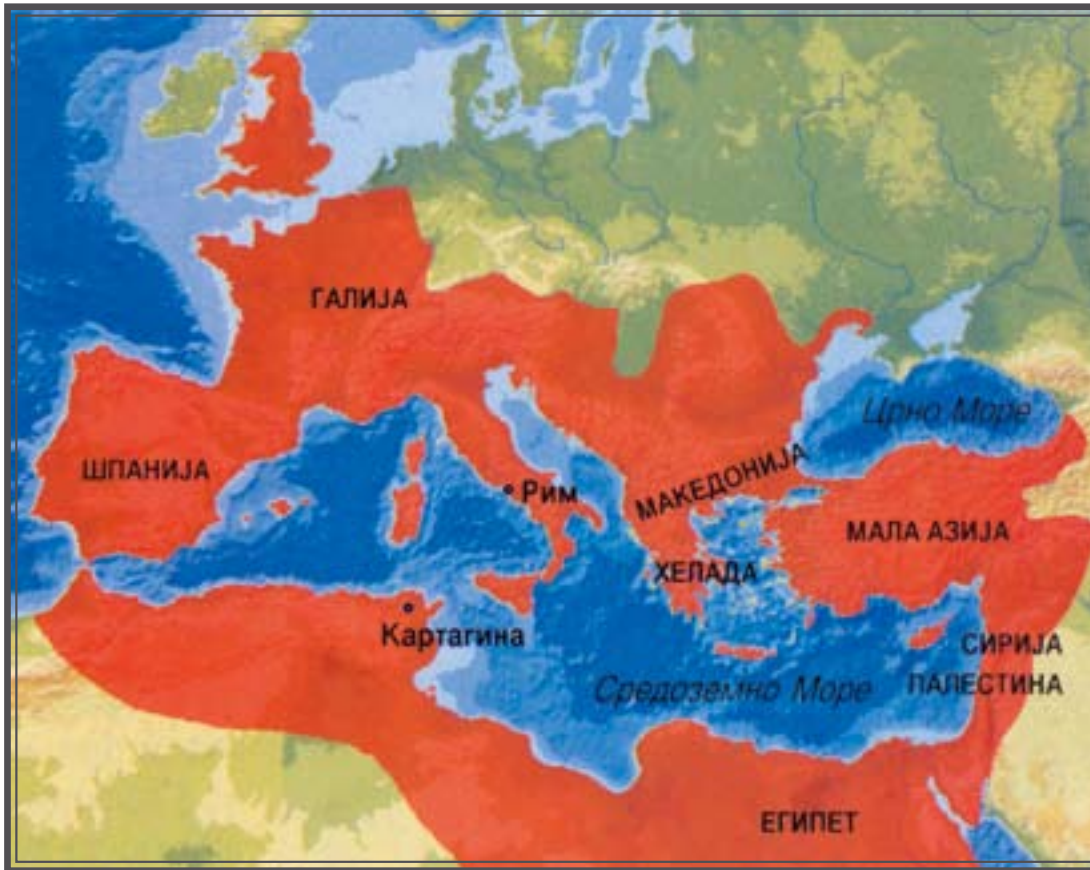 ГАЛИЈА
Црно Море
ШПАНИЈА
Рим
МАКЕДОНИЈА
МАЛА АЗИЈА
ХЕЛАДА
Картагина
СИРИЈА
Средоземно Море
ПАЛЕСТИНА
ЕГИПЕТ